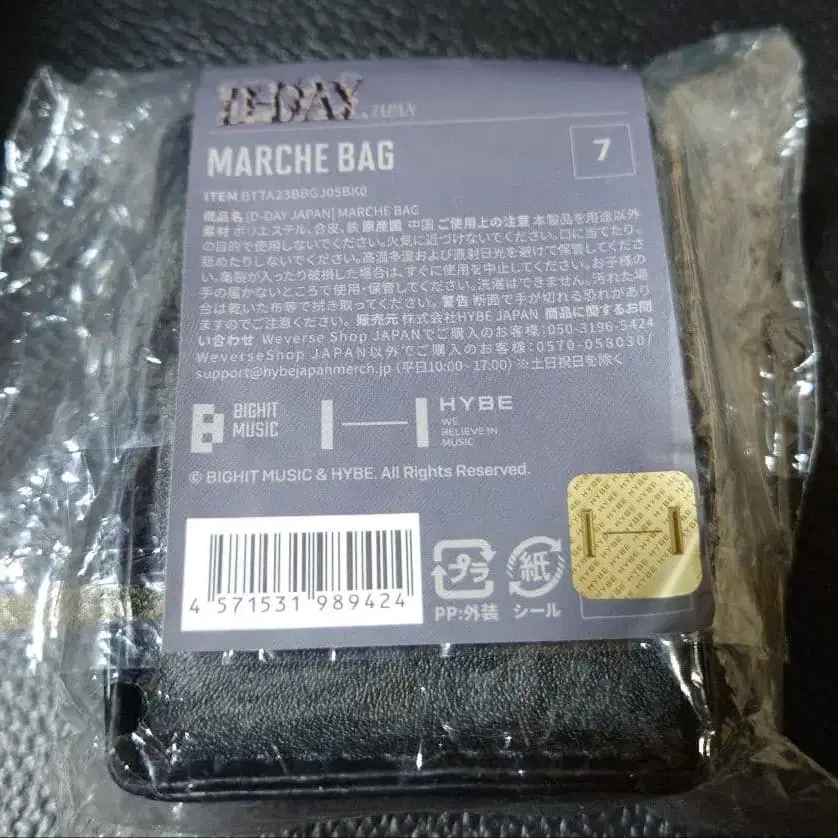 D-DAY JAPAN
MARCHE BAG
7
ITEM BTTA23BBGJ05BK0
商品名 [D-DAY JAPAN] MARCHE BAG
素材 ポリエステル、合皮、鉄 原産国 中国 ご使用上の注意 本製品を用途以外
の目的で使用しないでください。火気に近づけないでください。口に当てたり、
舐めたりしないでください。高温多湿および直射日光を避けて保管してくださ
い。亀裂が入ったり破損した場合は、すぐに使用を中止してください。お子様の
手の届かないところで使用・保管してください。洗濯はできません。汚れた場
合は乾いた布等で拭き取ってください。警告 断面で手が切れる恐れがあり
ますのでご注意ください。販売元 株式会社HYBE JAPAN 商品に関するお問
い合わせ Weverse Shop JAPANでご購入のお客様:050-3196-5424
WeverseShop JAPAN以外でご購入のお客様:0570-058030/
support@hybejapanmerch.jp (平日10:00-17:00) ※土日祝日を除く
BIGHIT
MUSIC
HYBE
WE
BELIEVE IN
MUSIC
© BIGHIT MUSIC & HYBE. All Rights Reserved.
4 571531 989424
プラ
紙
PP:外装
シール
HYBE HYBE HYBE